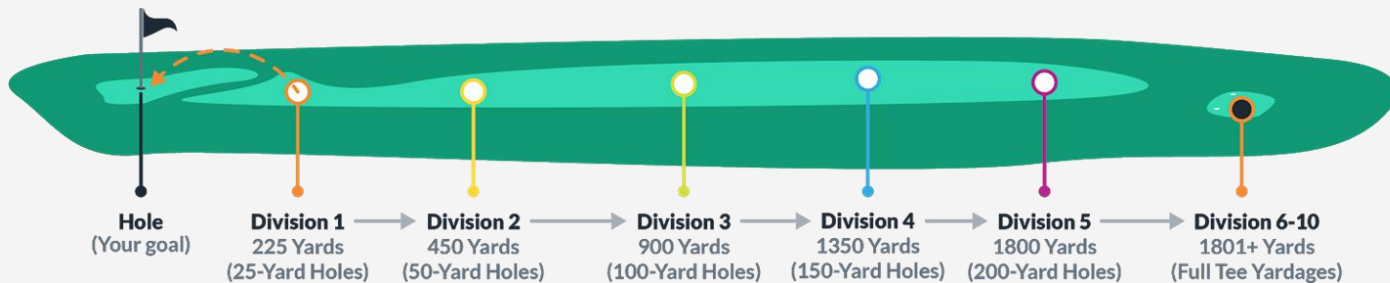 Hole
(Your goal)
Division 1
225 Yards
(25-Yard Holes)
Division 2
450 Yards
(50-Yard Holes)
Division 3
900 Yards
(100-Yard Holes)
Division 4
1350 Yards
(150-Yard Holes)
Division 5
1800 Yards
(200-Yard Holes)
Division 6-10
1801+ Yards
(Full Tee Yardages)